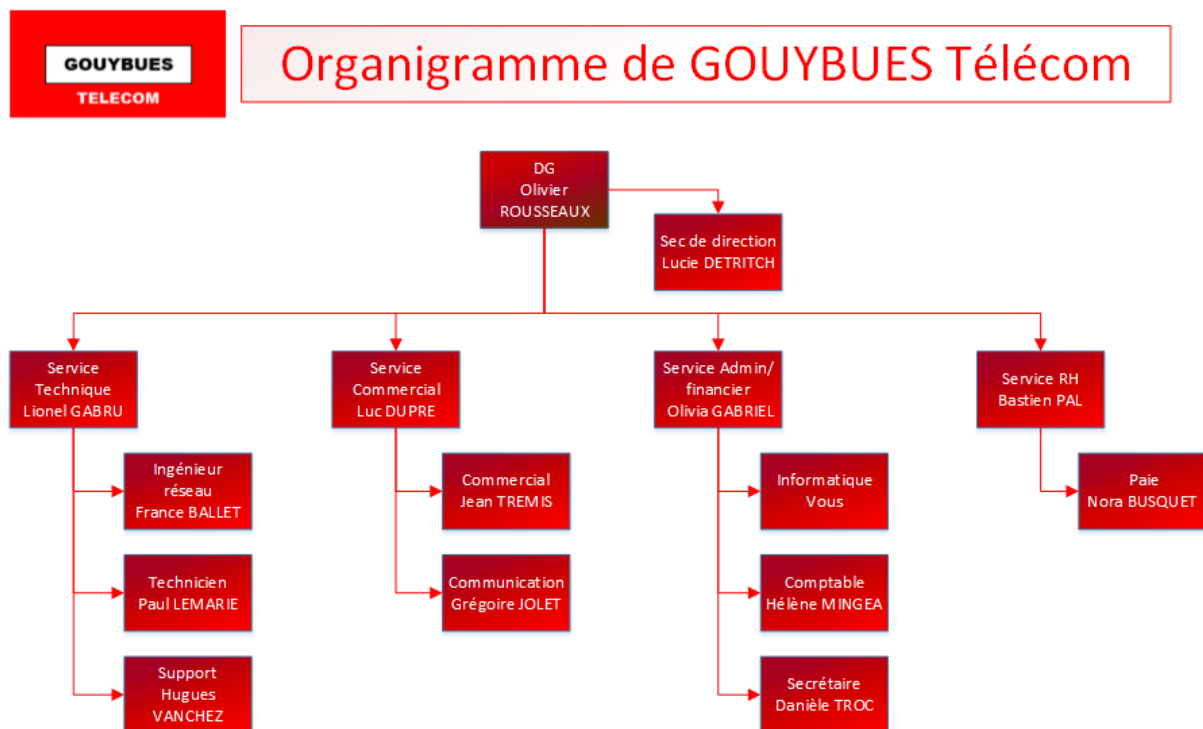 GOUYBUES
TELECOM
Organigramme de GOUYBUES Télécom
DG
Olivier
ROUSSEAUX
Sec de direction
Lucie DETRITCH
Service
Technique
Lionel GABRU
Service
Commercial
Luc DUPRE
Service Admin/
financier
Olivia GABRIEL
Service RH
Bastien PAL
Ingénieur
réseau
France BALLET
Commercial
Jean TREMIS
Informatique
Vous
Paie
Nora BUSQUET
Technicien
Paul LEMARIE
Communication
Grégoire JOLET
Comptable
Hélène MINGEA
Support
Hugues
VANCHEZ
Secrétaire
Danièle TROC